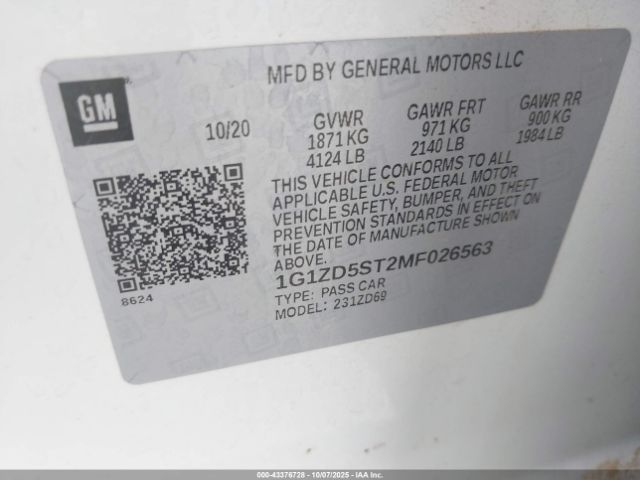 GM
MFD BY GENERAL MOTORS LLC
10/20
GVWR
1871 KG
4124 LB
GAWR FRT
971 KG
2140 LB
GAWR RR
900 KG
1984 LB
THIS VEHICLE CONFORMS TO ALL
APPLICABLE U.S. FEDERAL MOTOR
VEHICLE SAFETY, BUMPER, AND THEFT
PREVENTION STANDARDS IN EFFECT ON
THE DATE OF MANUFACTURE SHOWN
ABOVE.
1G1ZD5ST2MF026563
TYPE: PASS CAR
MODEL: 231ZD69
8624
000-43376728 - 10/07/2025 - IAA Inc.